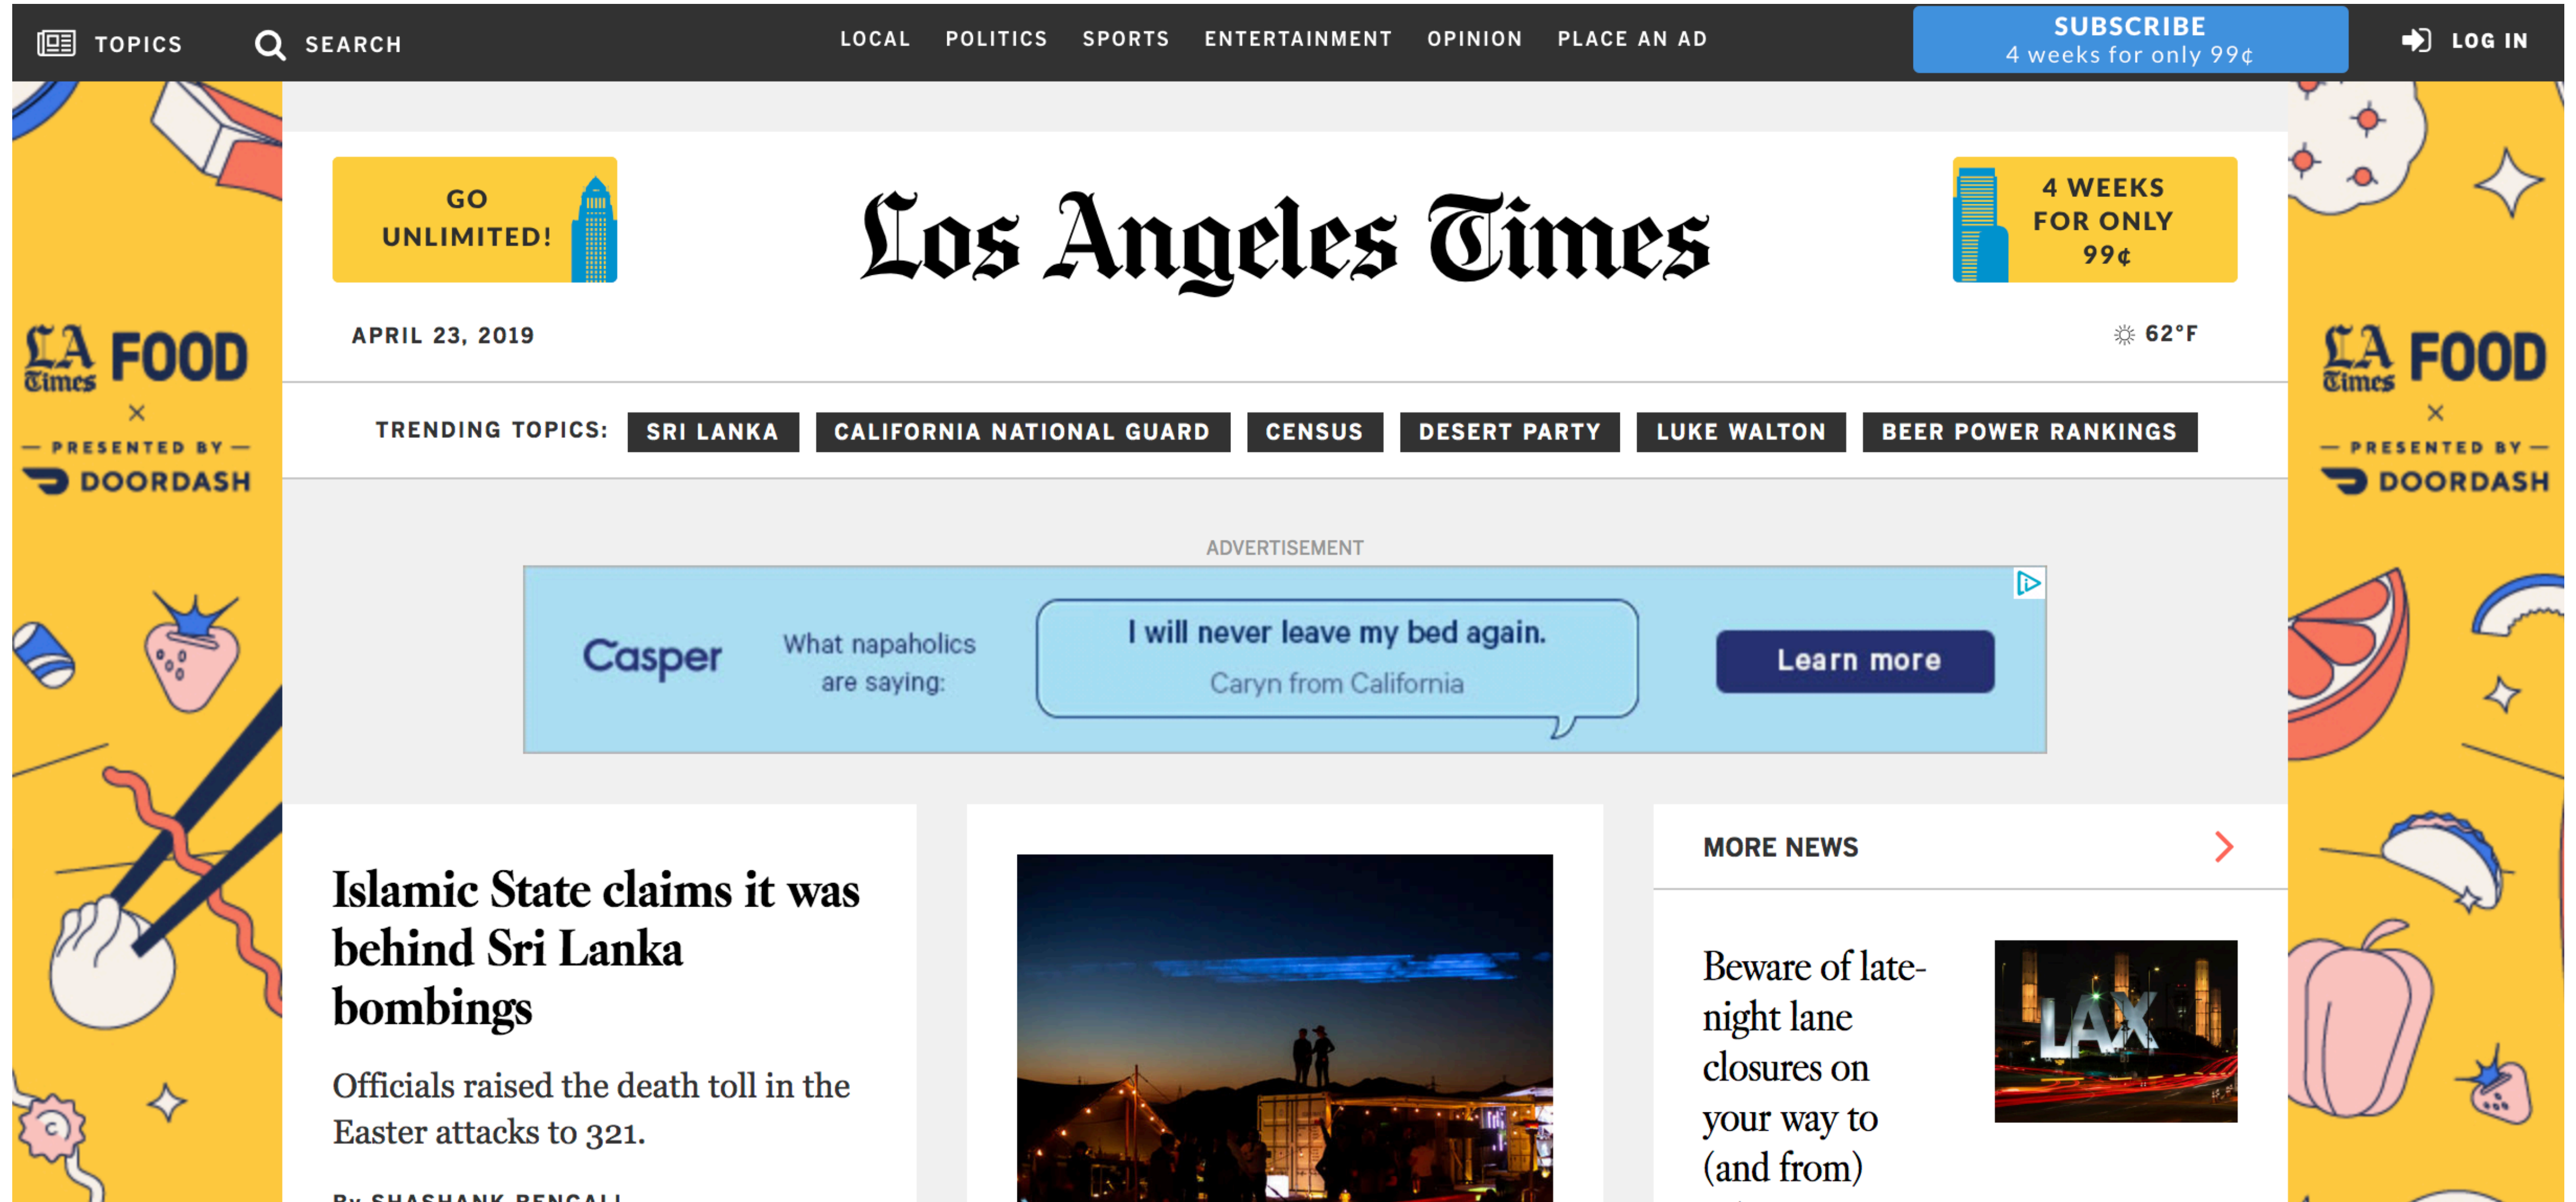 TOPICS
SEARCH
LOCAL POLITICS SPORTS ENTERTAINMENT OPINION PLACE AN AD
SUBSCRIBE
4 weeks for only 99¢
LOG IN
GO
UNLIMITED!
Los Angeles Times
4 WEEKS
FOR ONLY
99¢
APRIL 23, 2019
62°F
LA Times FOOD
×
— PRESENTED BY —
DOORDASH
TRENDING TOPICS: SRI LANKA CALIFORNIA NATIONAL GUARD CENSUS DESERT PARTY LUKE WALTON BEER POWER RANKINGS
LA Times FOOD
×
— PRESENTED BY —
DOORDASH
ADVERTISEMENT
Casper
What napaholics
are saying:
I will never leave my bed again.
Caryn from California
Learn more
Islamic State claims it was
behind Sri Lanka
bombings
Officials raised the death toll in the
Easter attacks to 321.
By SHASHANK BENGALI
MORE NEWS
Beware of late-
night lane
closures on
your way to
(and from)
LAX